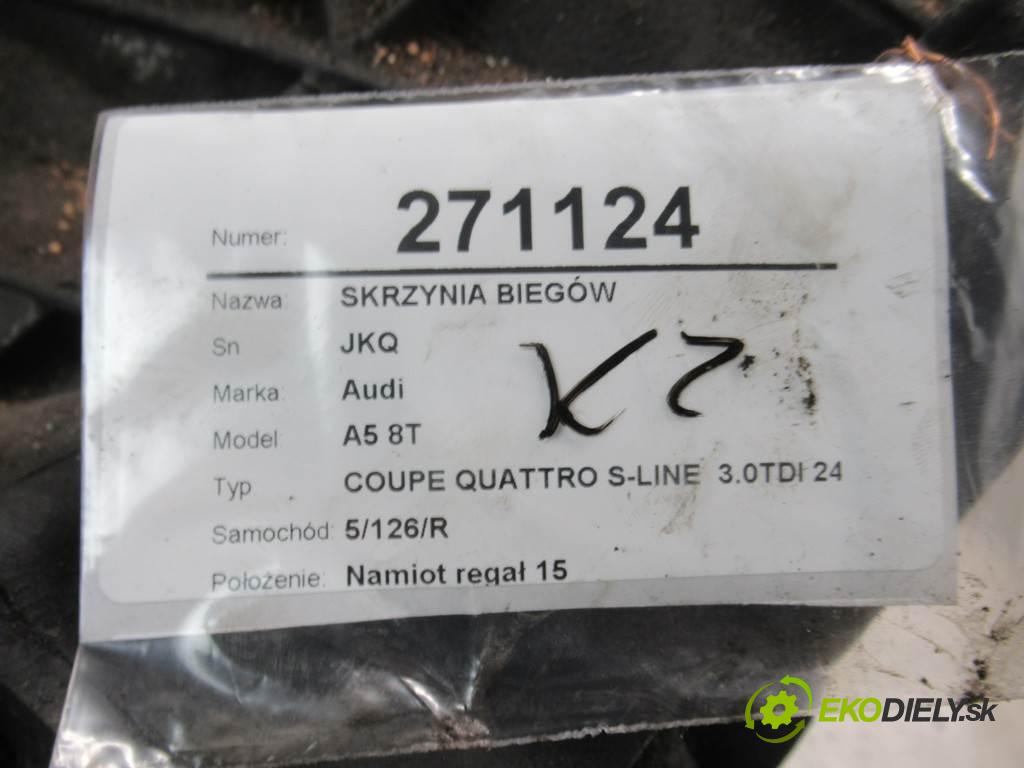 Numer: 271124
Nazwa: SKRZYNIA BIEGÓW
Sn JKQ
Marka: Audi
Model: A5 8T
Typ COUPE QUATTRO S-LINE 3.0TDI 24
Samochód: 5/126/R
Położenie: Namiot regał 15
EKODIELY.sk